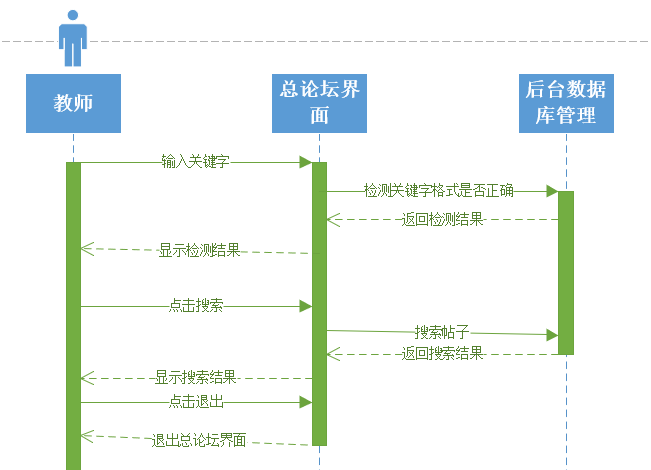 教师
总论坛界
面
后台数据
库管理
输入关键字
检测关键字格式是否正确
返回检测结果
显示检测结果
点击搜索
搜索帖子
返回搜索结果
显示搜索结果
点击退出
退出总论坛界面